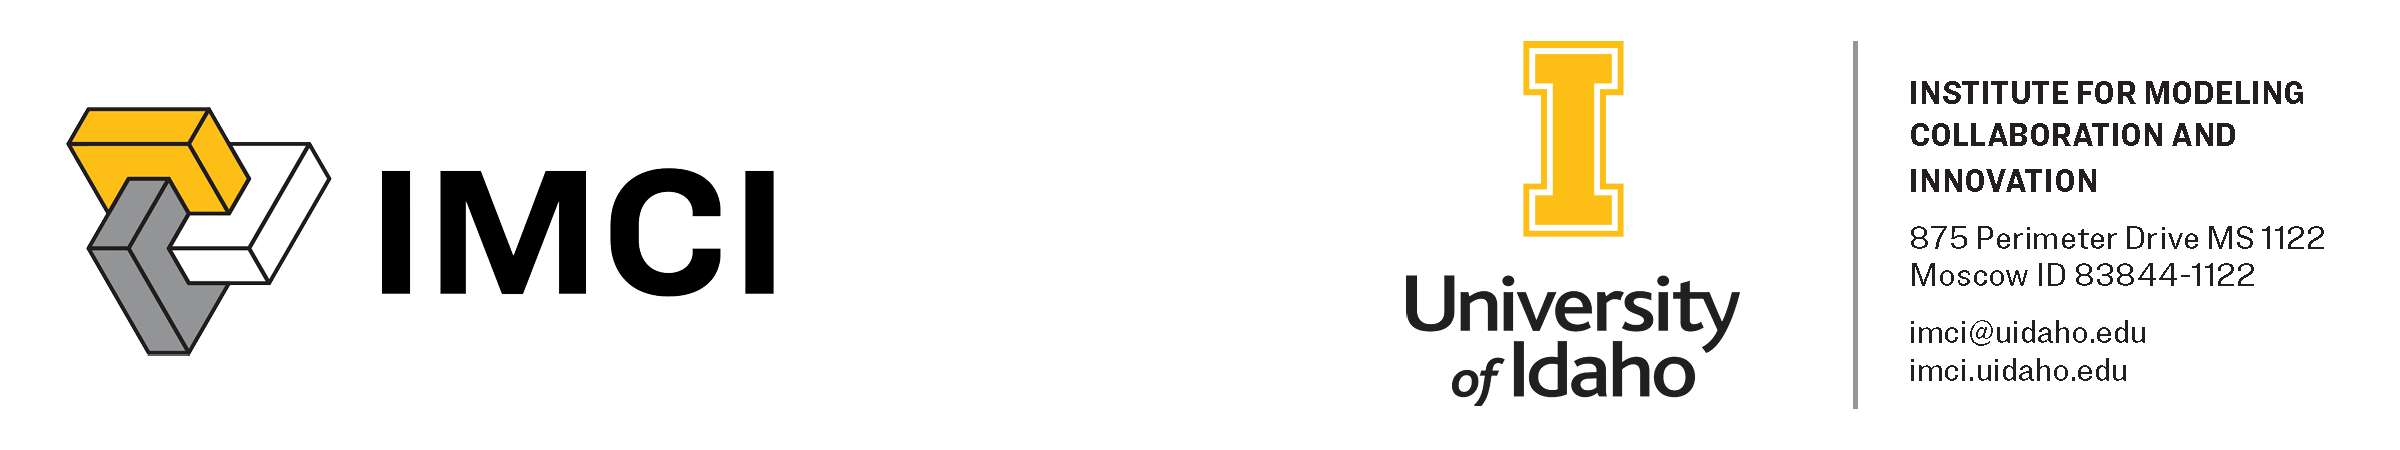 IMCI
I
University
of Idaho
INSTITUTE FOR MODELING
COLLABORATION AND
INNOVATION
875 Perimeter Drive MS 1122
Moscow ID 83844-1122
imci@uidaho.edu
imci.uidaho.edu